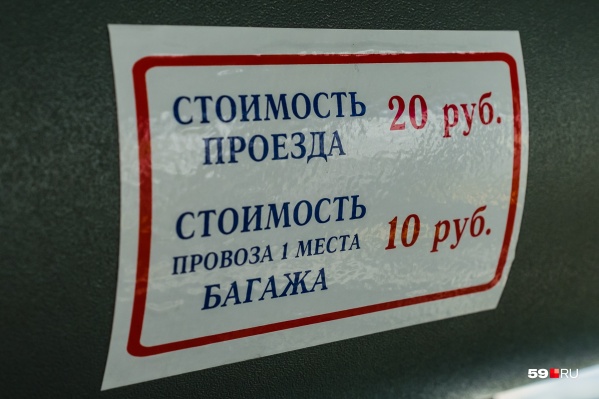 СТОИМОСТЬ
ПРОЕЗДА
20 руб.
СТОИМОСТЬ
ПРОВОЗА 1 МЕСТА
БАГАЖА
10 руб.
59.RU